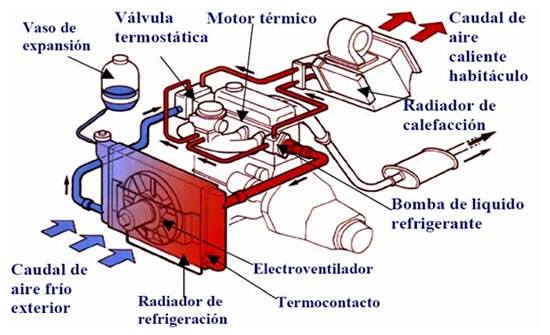 Vaso de
expansión
Válvula
termostática
Motor térmico
Caudal de
aire
caliente
habitáculo
Radiador de
calefacción
Bomba de liquido
refrigerante
Electroventilador
Termocontacto
Radiador de
refrigeración
Caudal de
aire frío
exterior